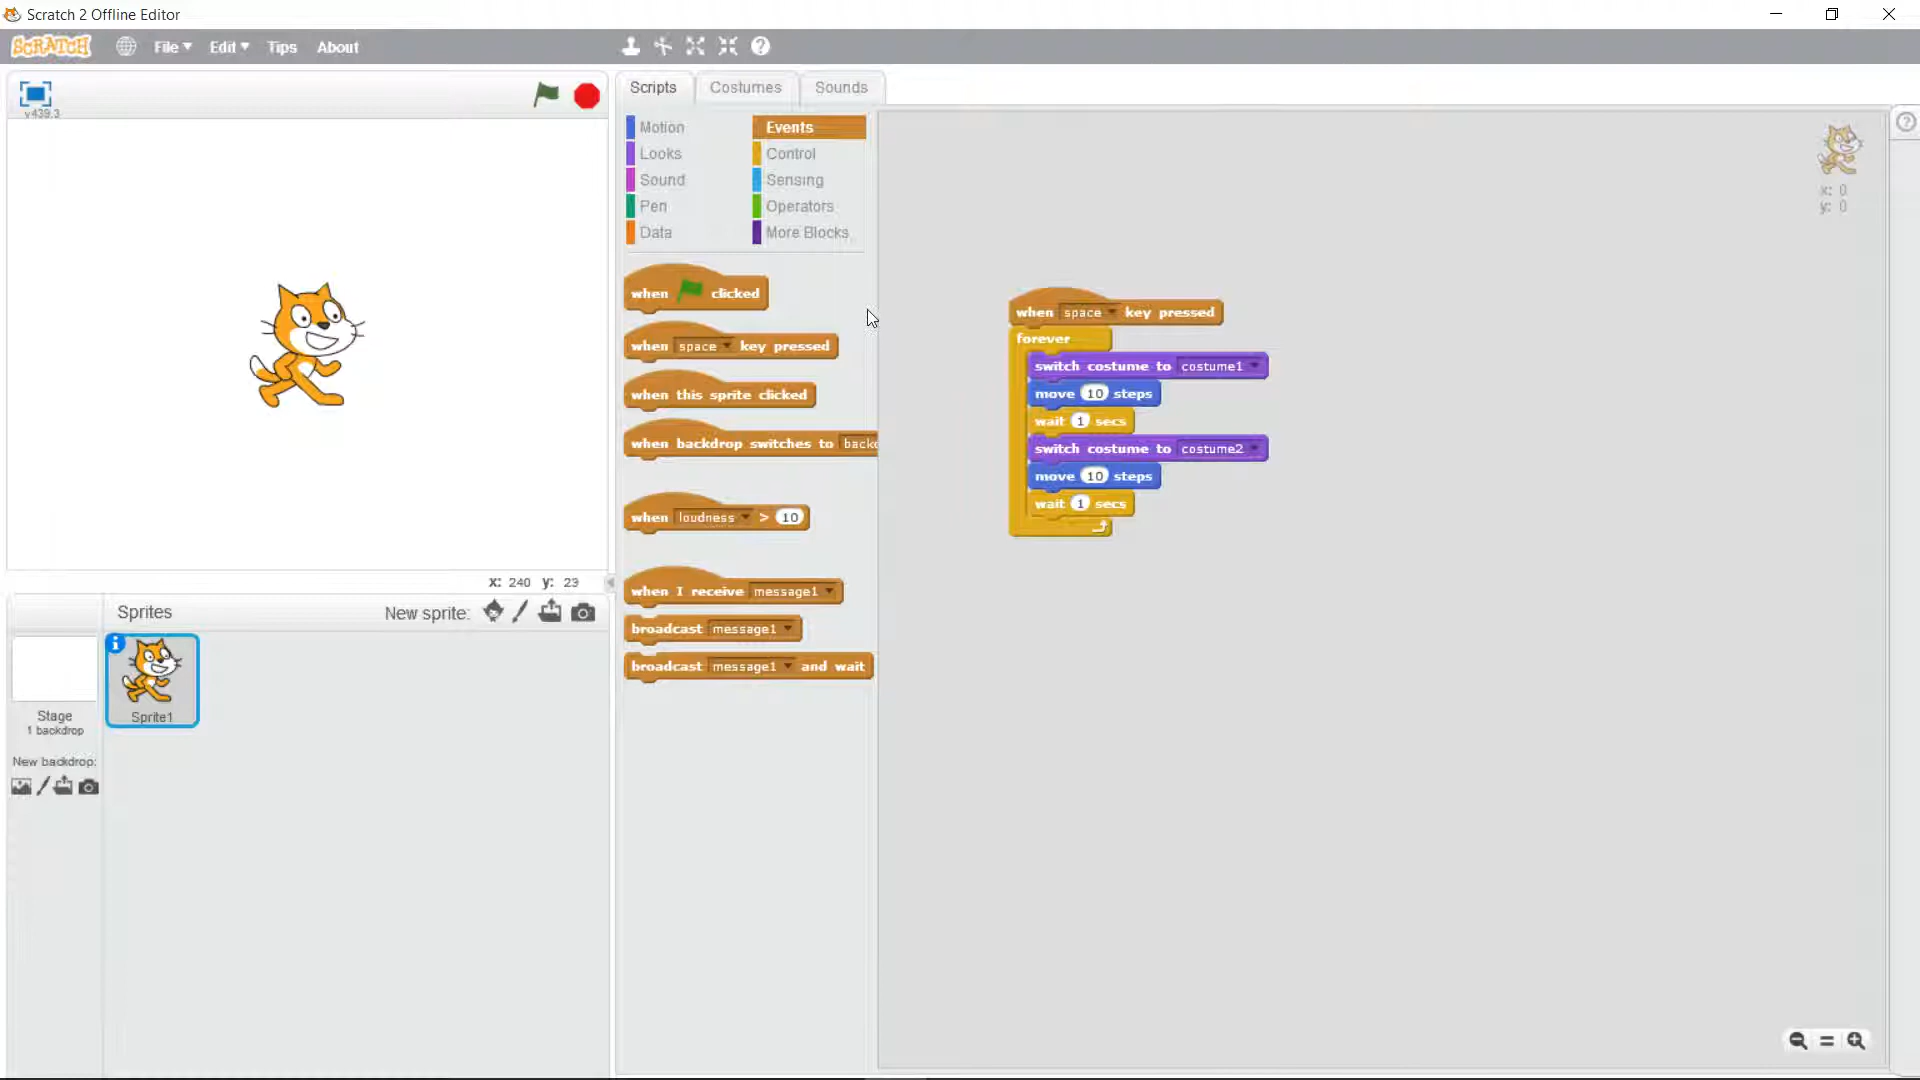 Scratch 2 Offline Editor
SCRATCH File Edit Tips About
v439.3
Scripts Costumes Sounds
Motion Events
Looks Control
Sound Sensing
Pen Operators
Data More Blocks
when clicked
when space key pressed
when this sprite clicked
when backdrop switches to backd
when loudness > 10
when I receive message1
broadcast message1
broadcast message1 and wait
x: 0
y: 0
when space key pressed
forever
switch costume to costume1
move 10 steps
wait 1 secs
switch costume to costume2
move 10 steps
wait 1 secs
x: 240 y: 23
Sprites New sprite:
Sprite1
Stage
1 backdrop
New backdrop: